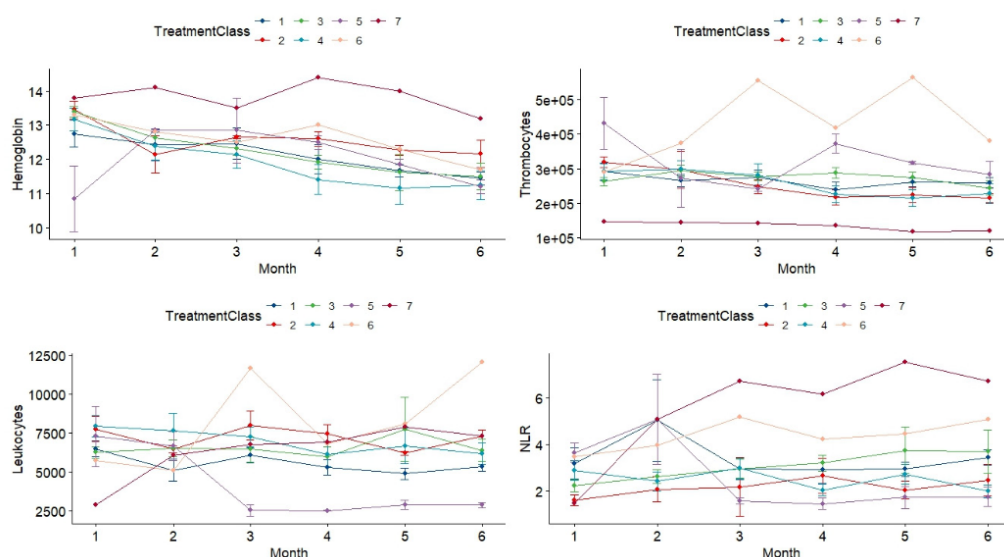 TreatmentClass
1 3 5 7
2 4 6
Hemoglobin
14
13
12
11
10
1 2 3 4 5 6
Month
TreatmentClass
1 3 5 7
2 4 6
Thrombocytes
5e+05
4e+05
3e+05
2e+05
1e+05
1 2 3 4 5 6
Month
TreatmentClass
1 3 5 7
2 4 6
Leukocytes
12500
10000
7500
5000
2500
1 2 3 4 5 6
Month
TreatmentClass
1 3 5 7
2 4 6
NLR
6
4
2
1 2 3 4 5 6
Month